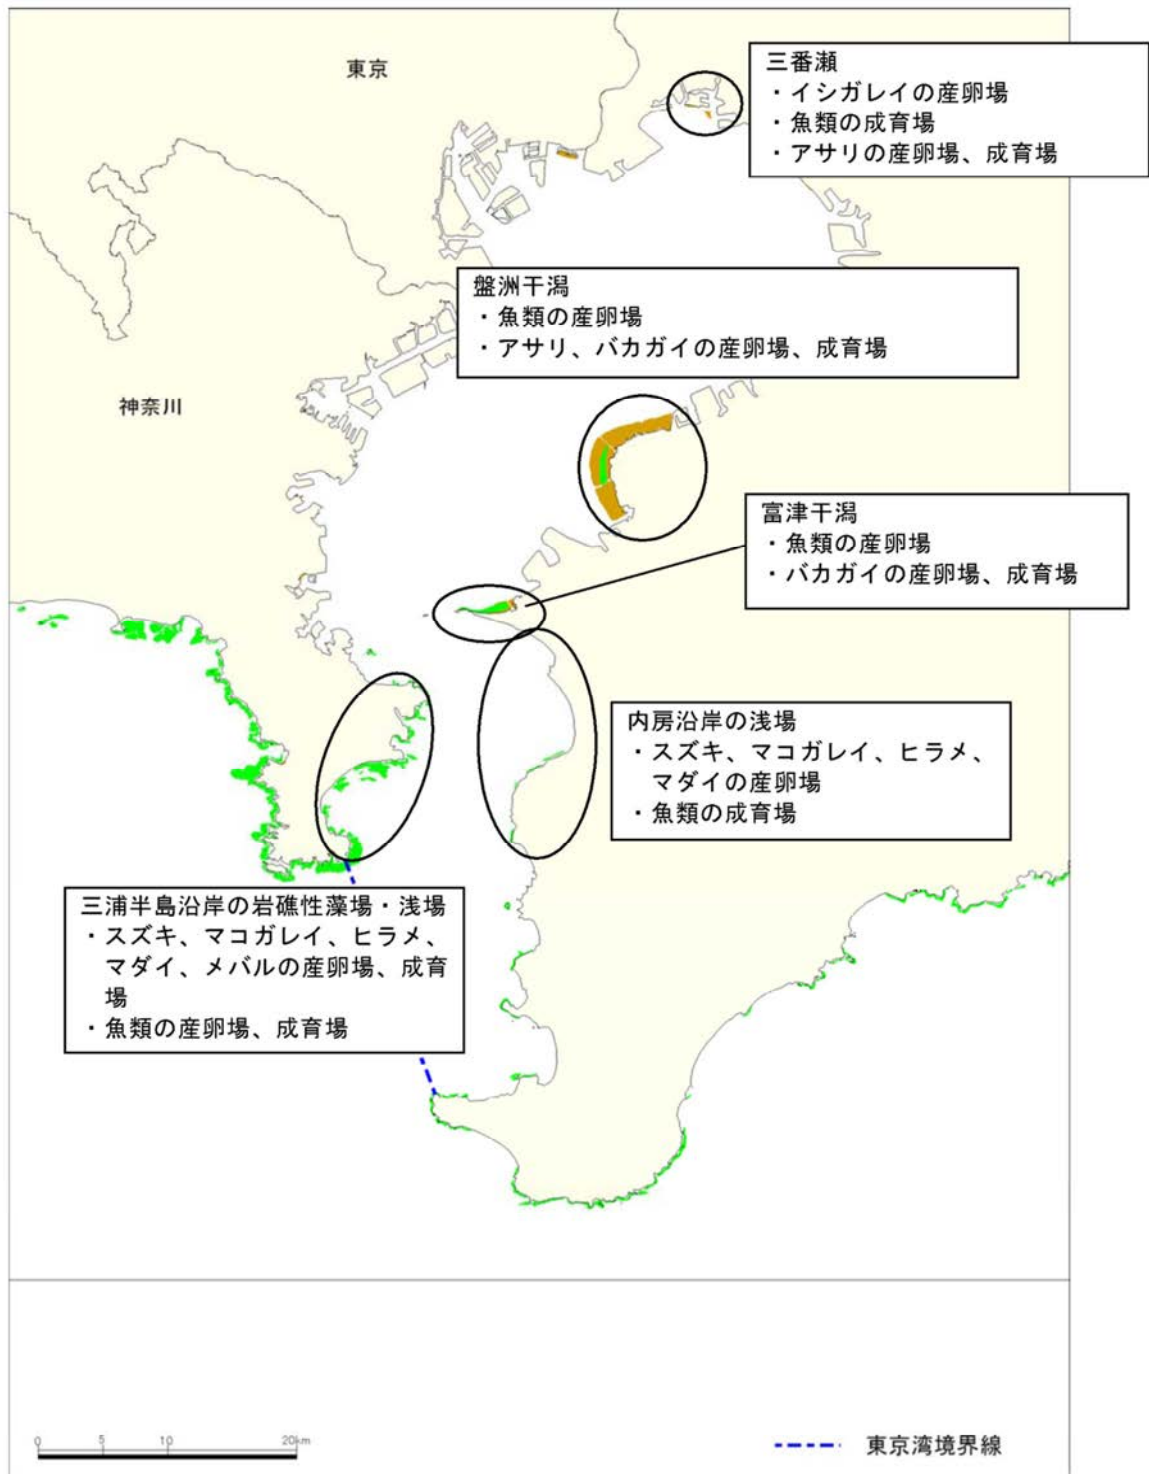 東京
三番瀬
・イシガレイの産卵場
・魚類の成育場
・アサリの産卵場、成育場
盤洲干潟
・魚類の産卵場
・アサリ、バカガイの産卵場、成育場
神奈川
富津干潟
・魚類の産卵場
・バカガイの産卵場、成育場
内房沿岸の浅場
・スズキ、マコガレイ、ヒラメ、
マダイの産卵場
・魚類の成育場
三浦半島沿岸の岩礁性藻場・浅場
・スズキ、マコガレイ、ヒラメ、
マダイ、メバルの産卵場、成育
場
・魚類の産卵場、成育場
0 5 10 20km
東京湾境界線